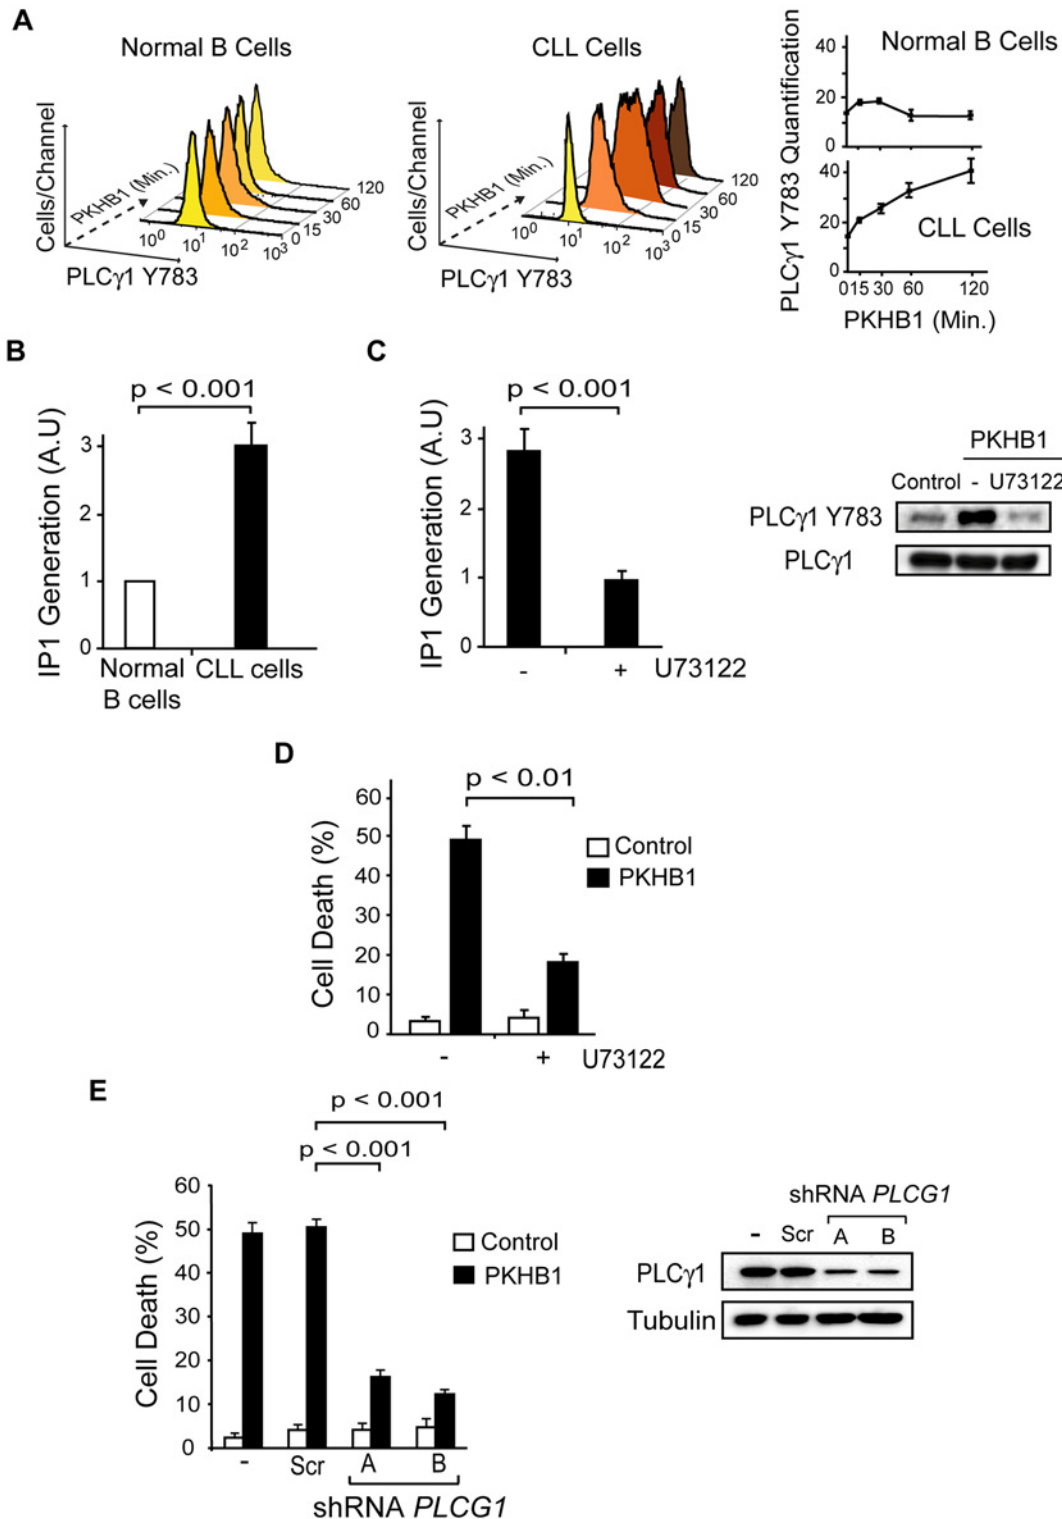 A
Normal B Cells
CLL Cells
Cells/Channel
PKHB1 (Min.)
10⁰ 10¹ 10² 10³
0 15 30 60 120
PLCγ1 Y783
Cells/Channel
PKHB1 (Min.)
10⁰ 10¹ 10² 10³
0 15 30 60 120
PLCγ1 Y783
PLCγ1 Y783 Quantification
40
20
0
Normal B Cells
40
20
0
CLL Cells
0 15 30 60 120
PKHB1 (Min.)
B
p < 0.001
IP1 Generation (A.U)
3
2
1
0
Normal B cells
CLL cells
C
p < 0.001
IP1 Generation (A.U)
3
2
1
0
- + U73122
PKHB1
Control - U73122
PLCγ1 Y783
PLCγ1
D
p < 0.01
Cell Death (%)
60
50
40
30
20
10
0
Control
PKHB1
- + U73122
E
p < 0.001
p < 0.001
Cell Death (%)
60
50
40
30
20
10
0
Control
PKHB1
- Scr A B
shRNA PLCG1
shRNA PLCG1
- Scr A B
PLCγ1
Tubulin